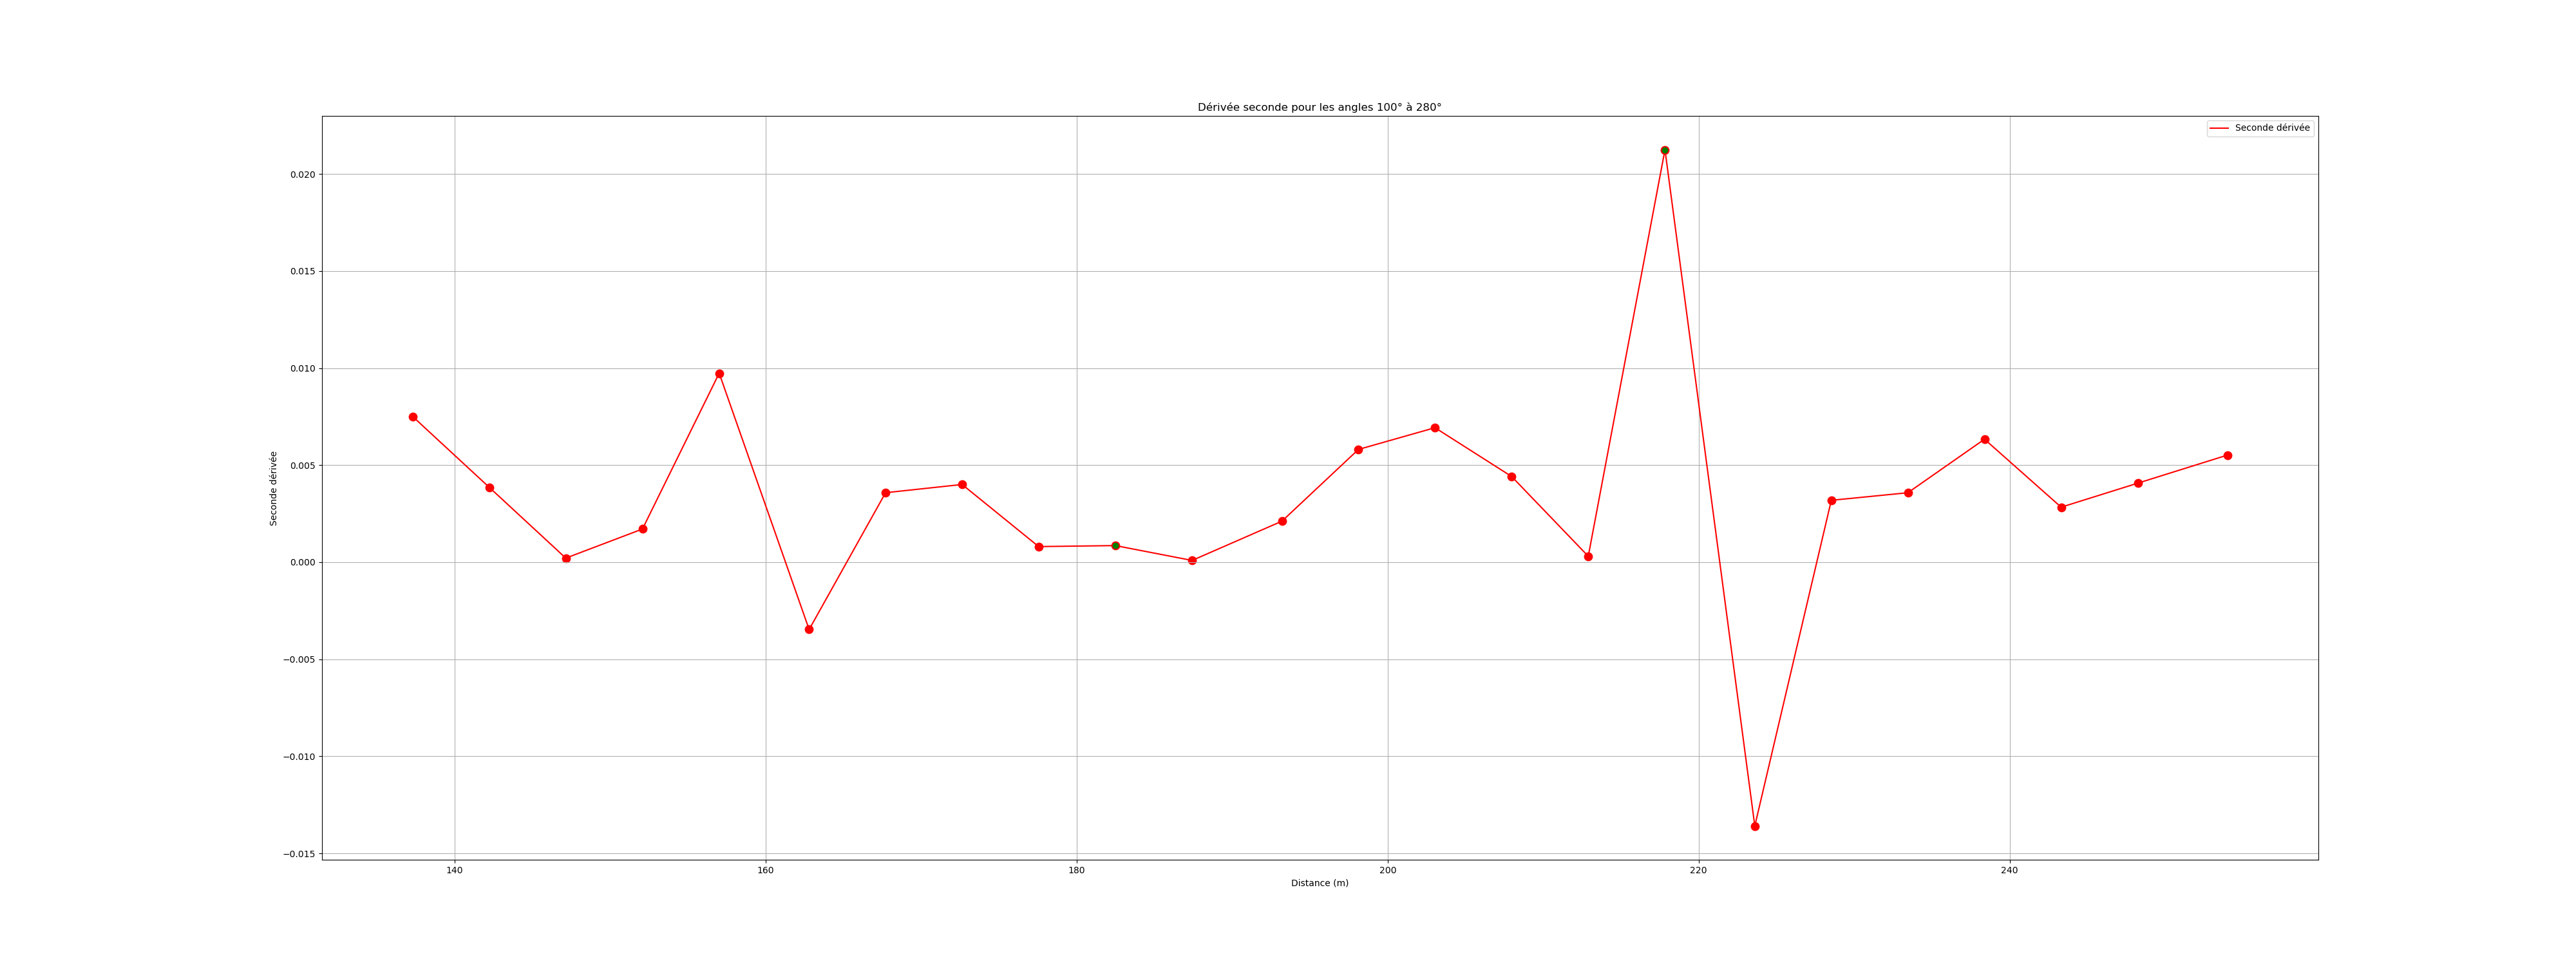 Dérivée seconde pour les angles 100° à 280°
Seconde dérivée
0.020
0.015
0.010
0.005
0.000
−0.005
−0.010
−0.015
Seconde dérivée
140 160 180 200 220 240
Distance (m)